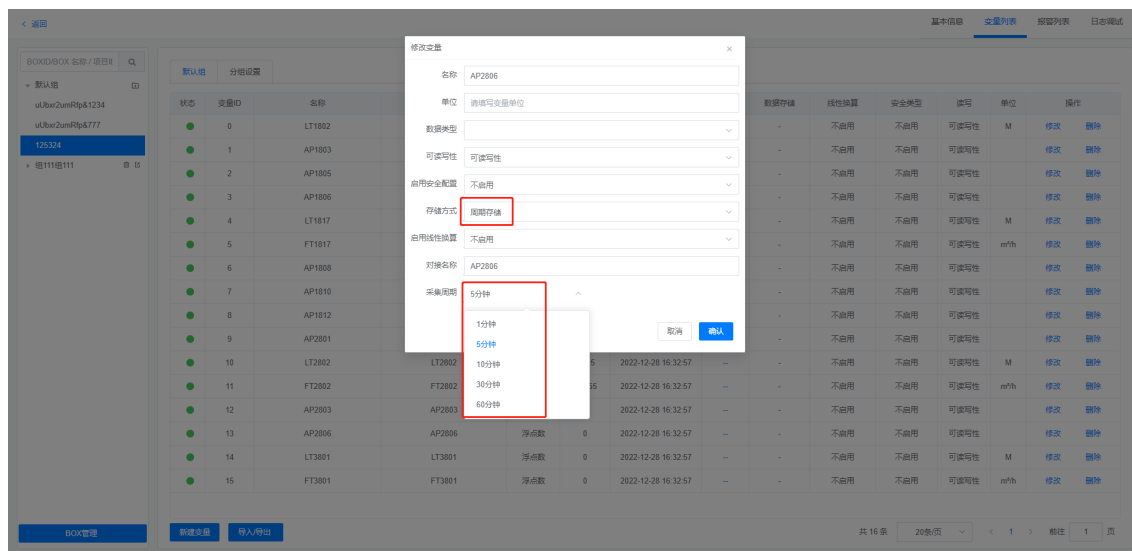 < 返回 基本信息 变量列表 报警列表 日志调试
BOXID/BOX 名称 / 项目
默认组
uUbxr2umRfp&1234
uUbxr2umRfp&777
125324
组111组111
BOX管理
默认组 分组设置
状态 变量ID 名称 数据存储 线性换算 安全类型 读写 单位 操作
0 LT1802 - 不启用 不启用 可读写性 M 修改 删除
1 AP1803 - 不启用 不启用 可读写性 修改 删除
2 AP1805 - 不启用 不启用 可读写性 修改 删除
3 AP1806 - 不启用 不启用 可读写性 修改 删除
4 LT1817 - 不启用 不启用 可读写性 M 修改 删除
5 FT1817 - 不启用 不启用 可读写性 m³/h 修改 删除
6 AP1808 - 不启用 不启用 可读写性 修改 删除
7 AP1810 - 不启用 不启用 可读写性 修改 删除
8 AP1812 - 不启用 不启用 可读写性 修改 删除
9 AP2801 - 不启用 不启用 可读写性 修改 删除
10 LT2802 LT2802 5 2022-12-28 16:32:57 -- - 不启用 不启用 可读写性 M 修改 删除
11 FT2802 FT2802 2022-12-28 16:32:57 -- - 不启用 不启用 可读写性 m³/h 修改 删除
12 AP2803 AP2803 2022-12-28 16:32:57 -- - 不启用 不启用 可读写性 修改 删除
13 AP2806 AP2806 浮点数 0 2022-12-28 16:32:57 -- - 不启用 不启用 可读写性 修改 删除
14 LT3801 LT3801 浮点数 0 2022-12-28 16:32:57 -- - 不启用 不启用 可读写性 M 修改 删除
15 FT3801 FT3801 浮点数 0 2022-12-28 16:32:57 -- - 不启用 不启用 可读写性 m³/h 修改 删除
新建变量 导入/导出 共 16 条 20条/页 < 1 > 前往 1 页
修改变量 ×
名称 AP2806
单位 请填写变量单位
数据类型
可读写性 可读写性
启用安全配置 不启用
存储方式 周期存储
启用线性换算 不启用
对接名称 AP2806
采集周期 5分钟
1分钟
5分钟
10分钟
30分钟
60分钟
取消 确认